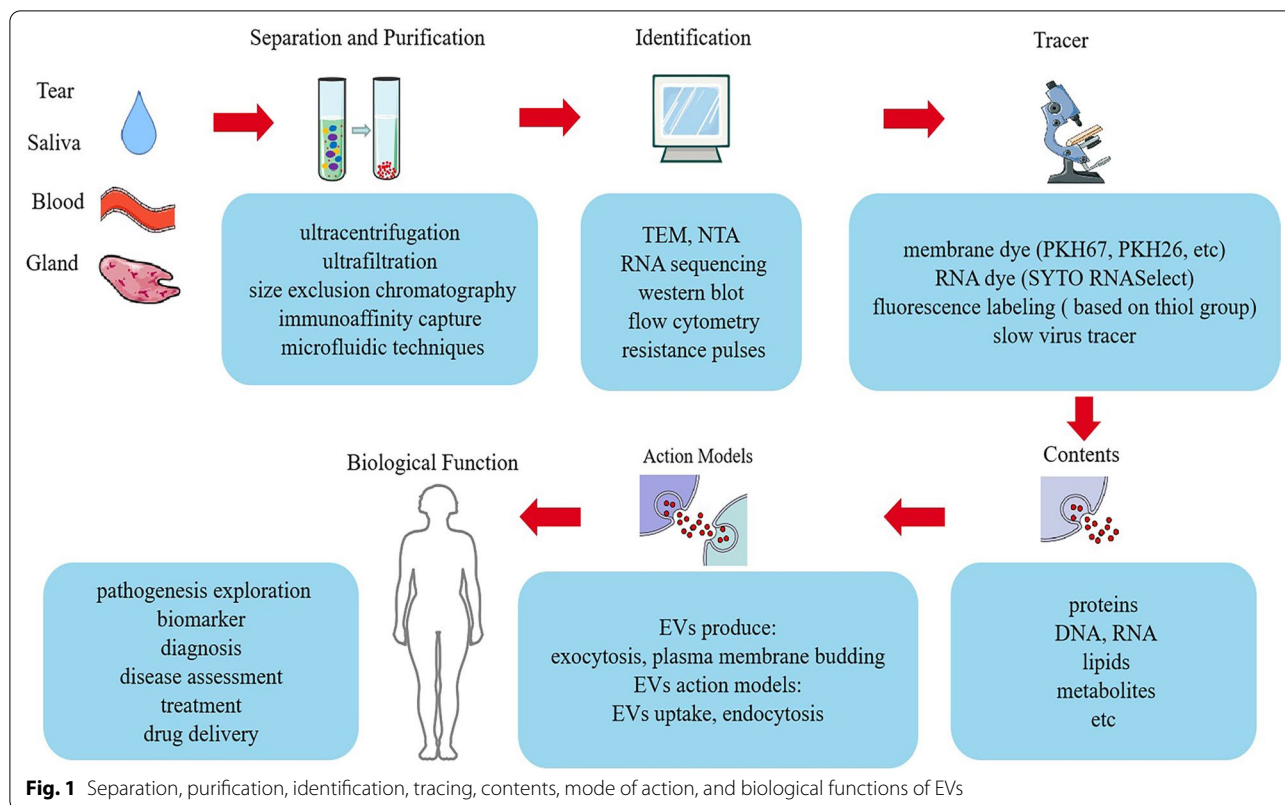 Separation and Purification
Identification
Tracer
Tear
Saliva
Blood
Gland
ultracentrifugation
ultrafiltration
size exclusion chromatography
immunoaffinity capture
microfluidic techniques
TEM, NTA
RNA sequencing
western blot
flow cytometry
resistance pulses
membrane dye (PKH67, PKH26, etc)
RNA dye (SYTO RNASelect)
fluorescence labeling ( based on thiol group)
slow virus tracer
Contents
proteins
DNA, RNA
lipids
metabolites
etc
Action Models
EVs produce:
exocytosis, plasma membrane budding
EVs action models:
EVs uptake, endocytosis
Biological Function
pathogenesis exploration
biomarker
diagnosis
disease assessment
treatment
drug delivery
Fig. 1 Separation, purification, identification, tracing, contents, mode of action, and biological functions of EVs